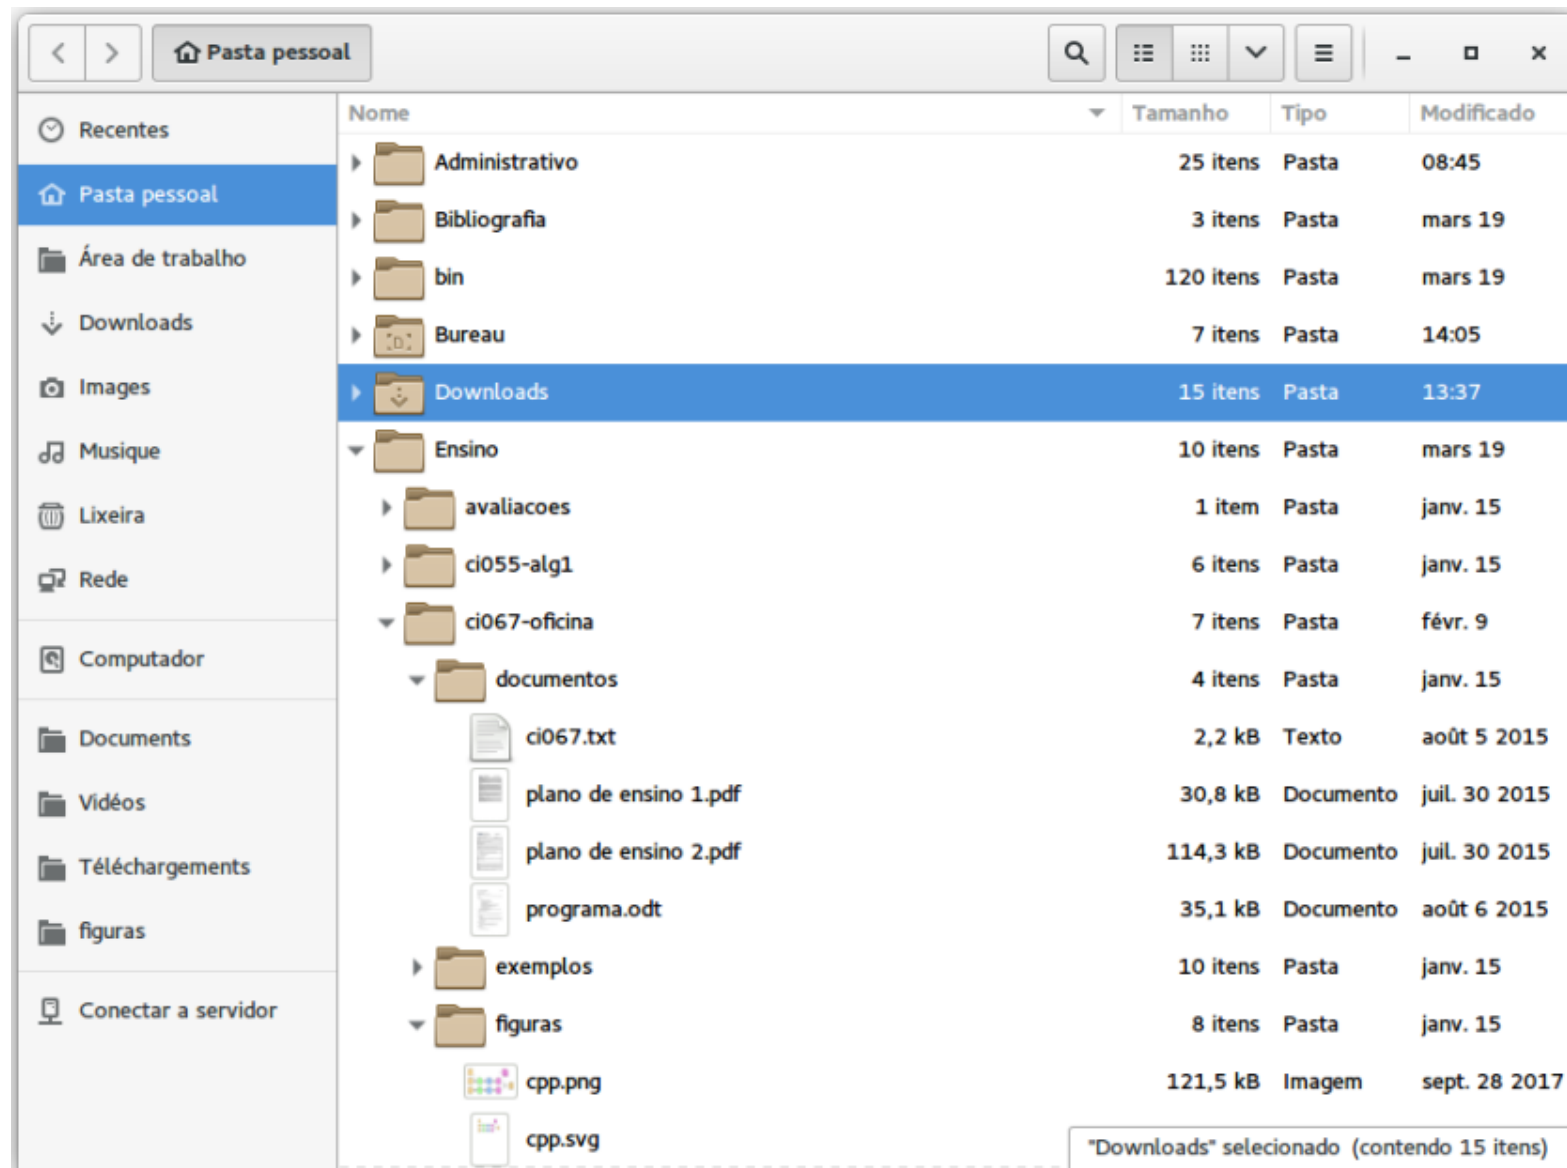 Pasta pessoal
Recentes
Pasta pessoal
Área de trabalho
Downloads
Images
Musique
Lixeira
Rede
Computador
Documents
Vidéos
Téléchargements
figuras
Conectar a servidor
Nome Tamanho Tipo Modificado
Administrativo 25 itens Pasta 08:45
Bibliografia 3 itens Pasta mars 19
bin 120 itens Pasta mars 19
Bureau 7 itens Pasta 14:05
Downloads 15 itens Pasta 13:37
Ensino 10 itens Pasta mars 19
avaliacoes 1 item Pasta janv. 15
ci055-alg1 6 itens Pasta janv. 15
ci067-oficina 7 itens Pasta févr. 9
documentos 4 itens Pasta janv. 15
ci067.txt 2,2 kB Texto août 5 2015
plano de ensino 1.pdf 30,8 kB Documento juil. 30 2015
plano de ensino 2.pdf 114,3 kB Documento juil. 30 2015
programa.odt 35,1 kB Documento août 6 2015
exemplos 10 itens Pasta janv. 15
figuras 8 itens Pasta janv. 15
cpp.png 121,5 kB Imagem sept. 28 2017
cpp.svg
"Downloads" selecionado (contendo 15 itens)